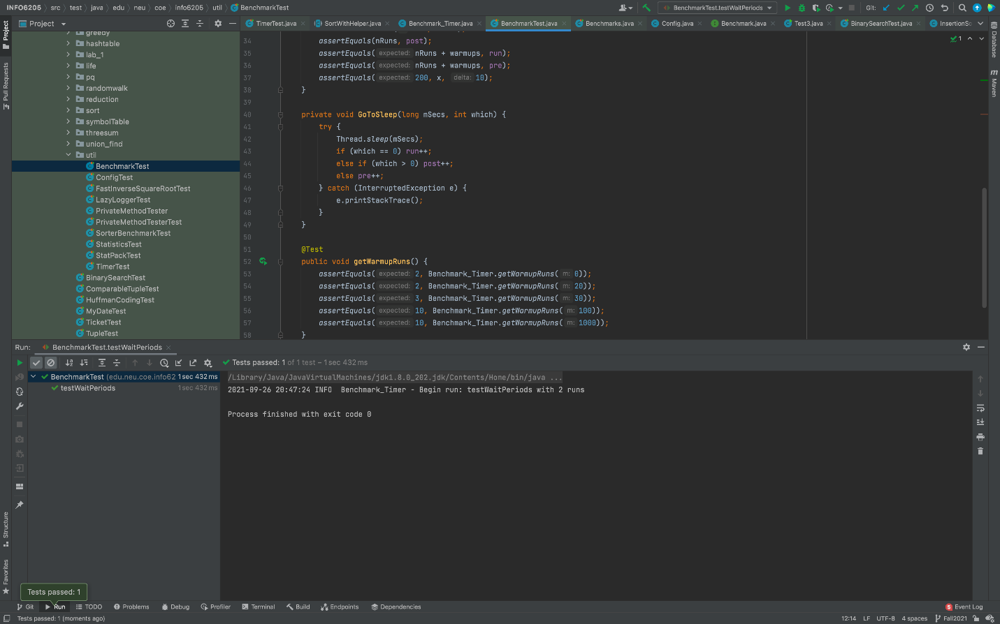 INFO6205 › src › test › java › edu › neu › coe › info6205 › util › BenchmarkTest
BenchmarkTest.testWaitPeriods
Git:
Project
TimerTest.java
SortWithHelper.java
Benchmark_Timer.java
BenchmarkTest.java
Benchmarks.java
Config.java
Benchmark.java
Test3.java
BinarySearchTest.java
InsertionSo
Project
Pull Requests
Structure
Favorites
Database
Maven
greedy
hashtable
lab_1
life
pq
randomwalk
reduction
sort
symbolTable
threesum
union_find
util
BenchmarkTest
ConfigTest
FastInverseSquareRootTest
LazyLoggerTest
PrivateMethodTester
PrivateMethodTesterTest
SorterBenchmarkTest
StatisticsTest
StatPackTest
TimerTest
BinarySearchTest
ComparableTupleTest
HuffmanCodingTest
MyDateTest
TicketTest
TupleTest
1
34 assertEquals(nRuns, post);
35 assertEquals( expected: nRuns + warmups, run);
36 assertEquals( expected: nRuns + warmups, pre);
37 assertEquals( expected: 200, x, delta: 10);
38 }
39
40 private void GoToSleep(long mSecs, int which) {
41 try {
42 Thread.sleep(mSecs);
43 if (which == 0) run++;
44 else if (which > 0) post++;
45 else pre++;
46 } catch (InterruptedException e) {
47 e.printStackTrace();
48 }
49 }
50
51 @Test
52 public void getWarmupRuns() {
53 assertEquals( expected: 2, Benchmark_Timer.getWarmupRuns( m: 0));
54 assertEquals( expected: 2, Benchmark_Timer.getWarmupRuns( m: 20));
55 assertEquals( expected: 3, Benchmark_Timer.getWarmupRuns( m: 30));
56 assertEquals( expected: 10, Benchmark_Timer.getWarmupRuns( m: 100));
57 assertEquals( expected: 10, Benchmark_Timer.getWarmupRuns( m: 1000));
58 }
Run: BenchmarkTest.testWaitPeriods
Tests passed: 1 of 1 test – 1 sec 432 ms
BenchmarkTest (edu.neu.coe.info62 1 sec 432 ms
testWaitPeriods 1 sec 432 ms
/Library/Java/JavaVirtualMachines/jdk1.8.0_202.jdk/Contents/Home/bin/java ...
2021-09-26 20:47:24 INFO  Benchmark_Timer - Begin run: testWaitPeriods with 2 runs
Process finished with exit code 0
Tests passed: 1
Git Run TODO Problems Debug Profiler Terminal Build Endpoints Dependencies 5 Event Log
Tests passed: 1 (moments ago) 12:14 LF UTF-8 4 spaces Fall2021